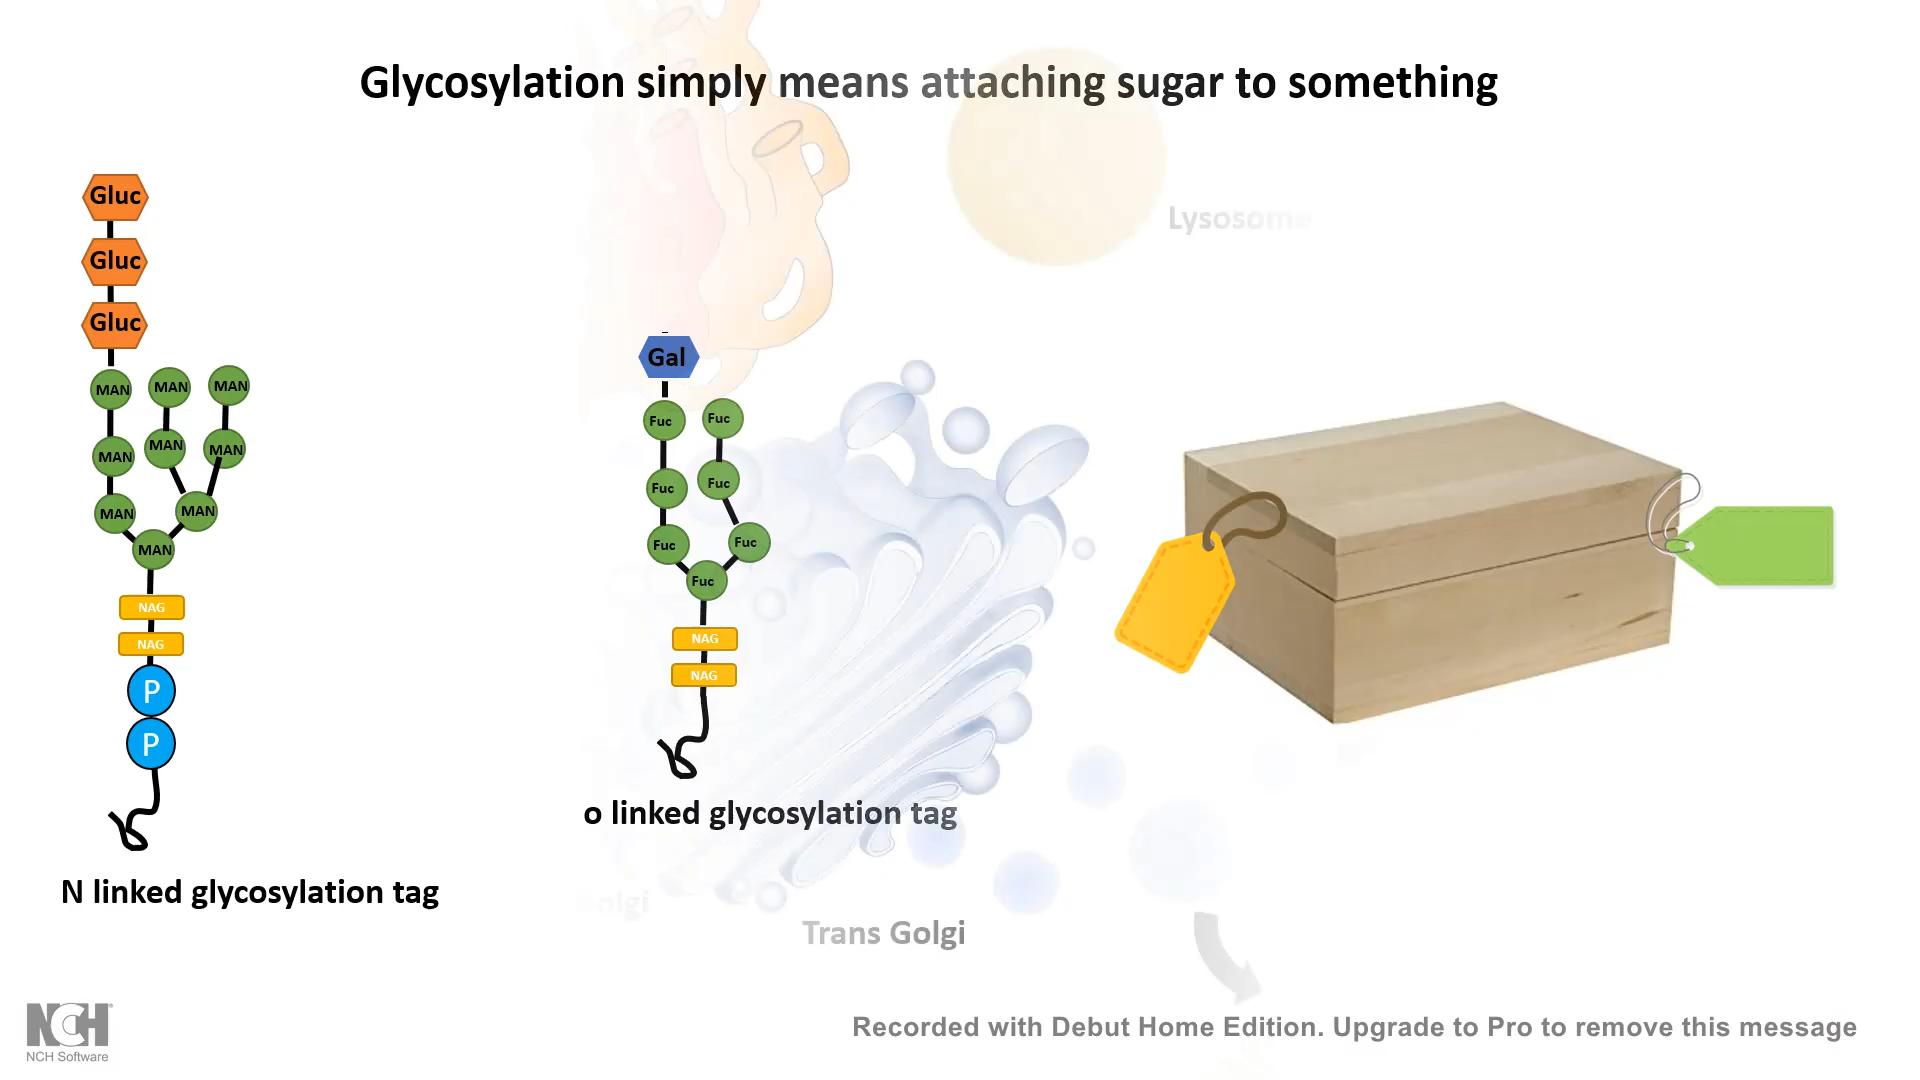 Glycosylation simply means attaching sugar to something
Gluc
Gluc
Gluc
MAN
MAN
MAN
MAN
MAN
MAN
MAN
MAN
MAN
NAG
NAG
P
P
N linked glycosylation tag
Lysosome
Gal
Fuc
Fuc
Fuc
Fuc
Fuc
Fuc
Fuc
NAG
NAG
o linked glycosylation tag
olgi
Trans Golgi
NCH
NCH Software
Recorded with Debut Home Edition. Upgrade to Pro to remove this message